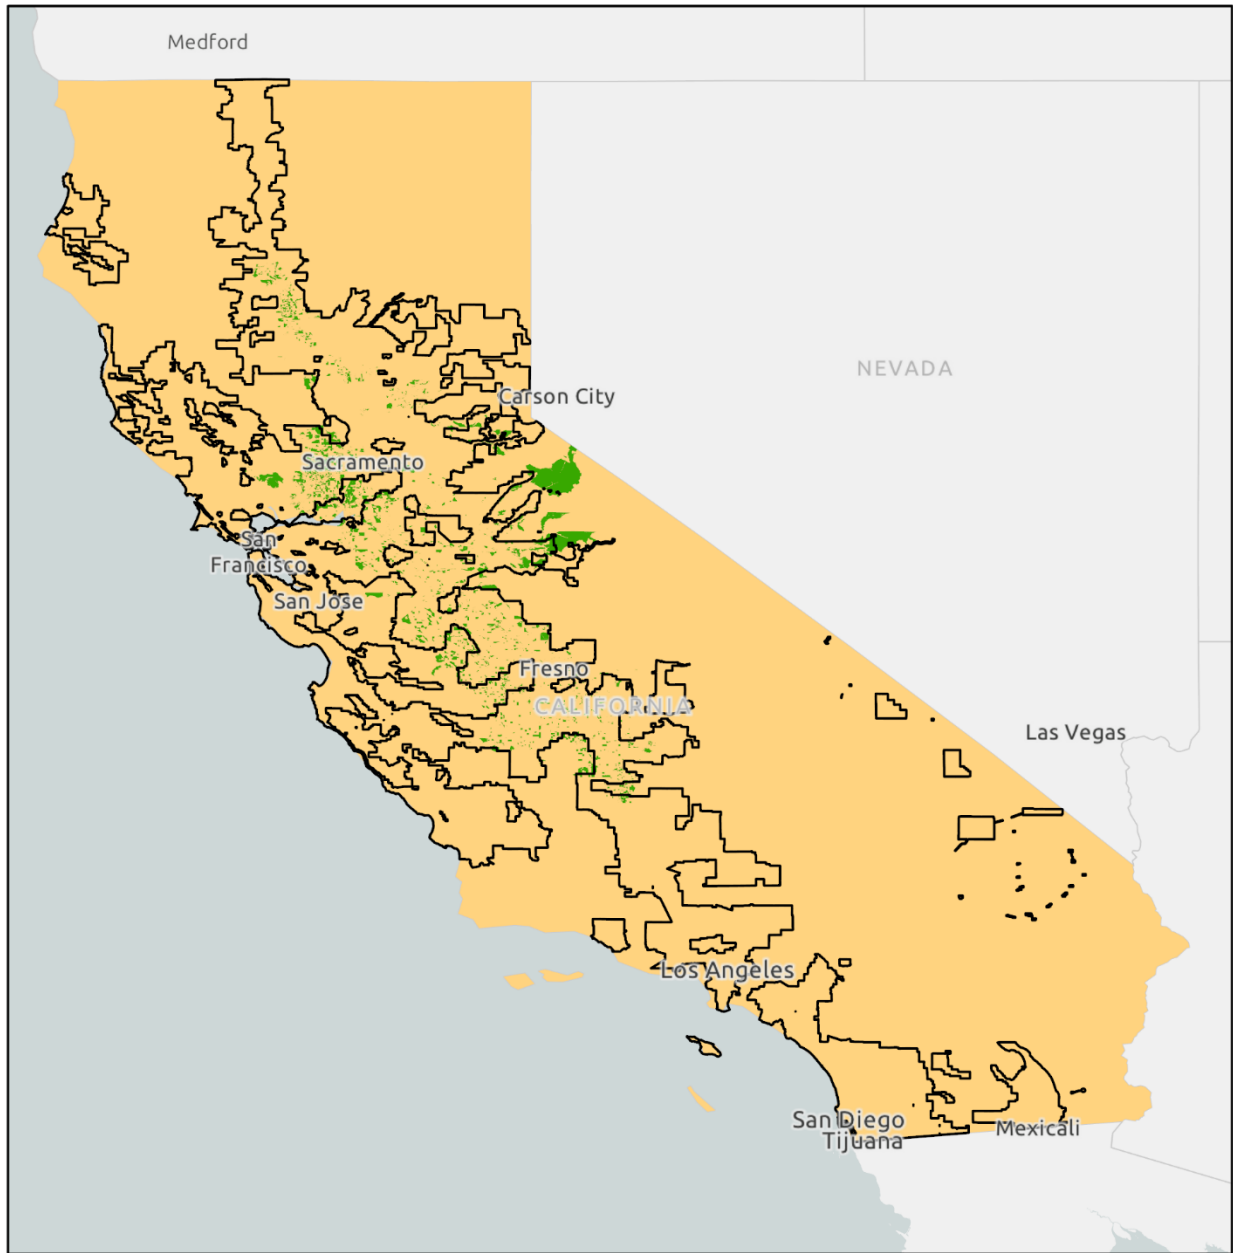 Medford
NEVADA
Carson City
Sacramento
San
Francisco
San Jose
Fresno
CALIFORNIA
Las Vegas
Los Angeles
San Diego
Tijuana
Mexicali